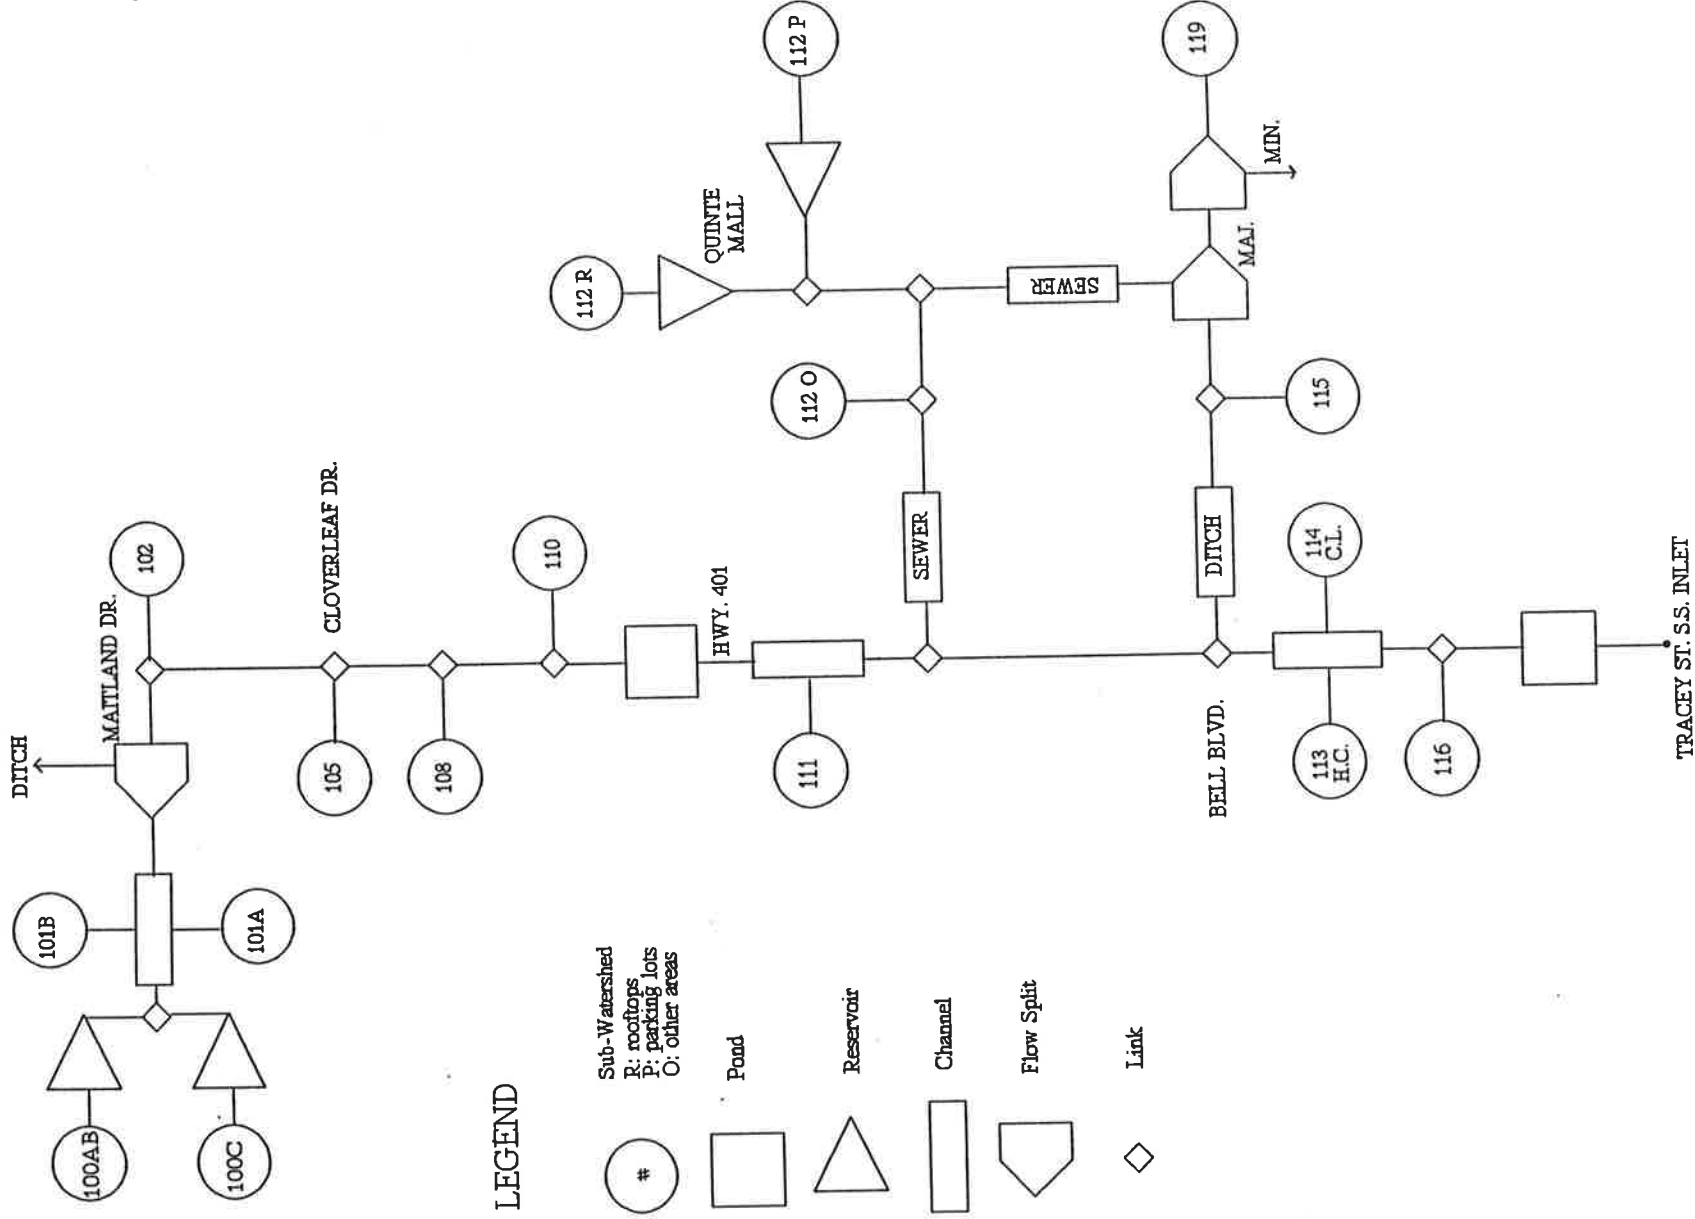 DITCH
MAITLAND DR.
102
101B
101A
100AB
100C
CLOVERLEAF DR.
105
108
110
HWY. 401
111
112 R
QUINTE
MALL
112 P
112 O
SEWER
SEWER
119
MIN.
MAJ.
115
DITCH
BELL BLVD.
114
C.L.
113
H.C.
116
TRACEY ST. S.S. INLET
LEGEND
#
Sub-Watershed
R: rooftops
P: parking lots
O: other areas
Pond
Reservoir
Channel
Flow Split
Link